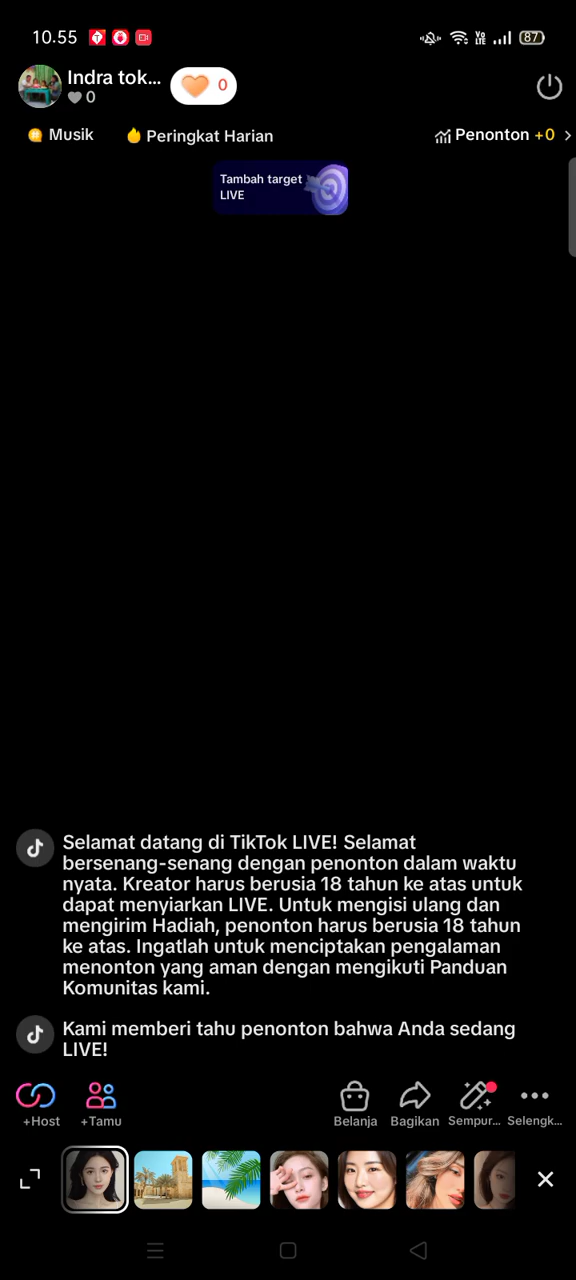 10.55
Vo LTE
87
Indra tok...
0
0
Musik
Peringkat Harian
Penonton +0
Tambah target
LIVE
Selamat datang di TikTok LIVE! Selamat
bersenang-senang dengan penonton dalam waktu
nyata. Kreator harus berusia 18 tahun ke atas untuk
dapat menyiarkan LIVE. Untuk mengisi ulang dan
mengirim Hadiah, penonton harus berusia 18 tahun
ke atas. Ingatlah untuk menciptakan pengalaman
menonton yang aman dengan mengikuti Panduan
Komunitas kami.
Kami memberi tahu penonton bahwa Anda sedang
LIVE!
+Host
+Tamu
Belanja
Bagikan
Sempur...
Selengk...